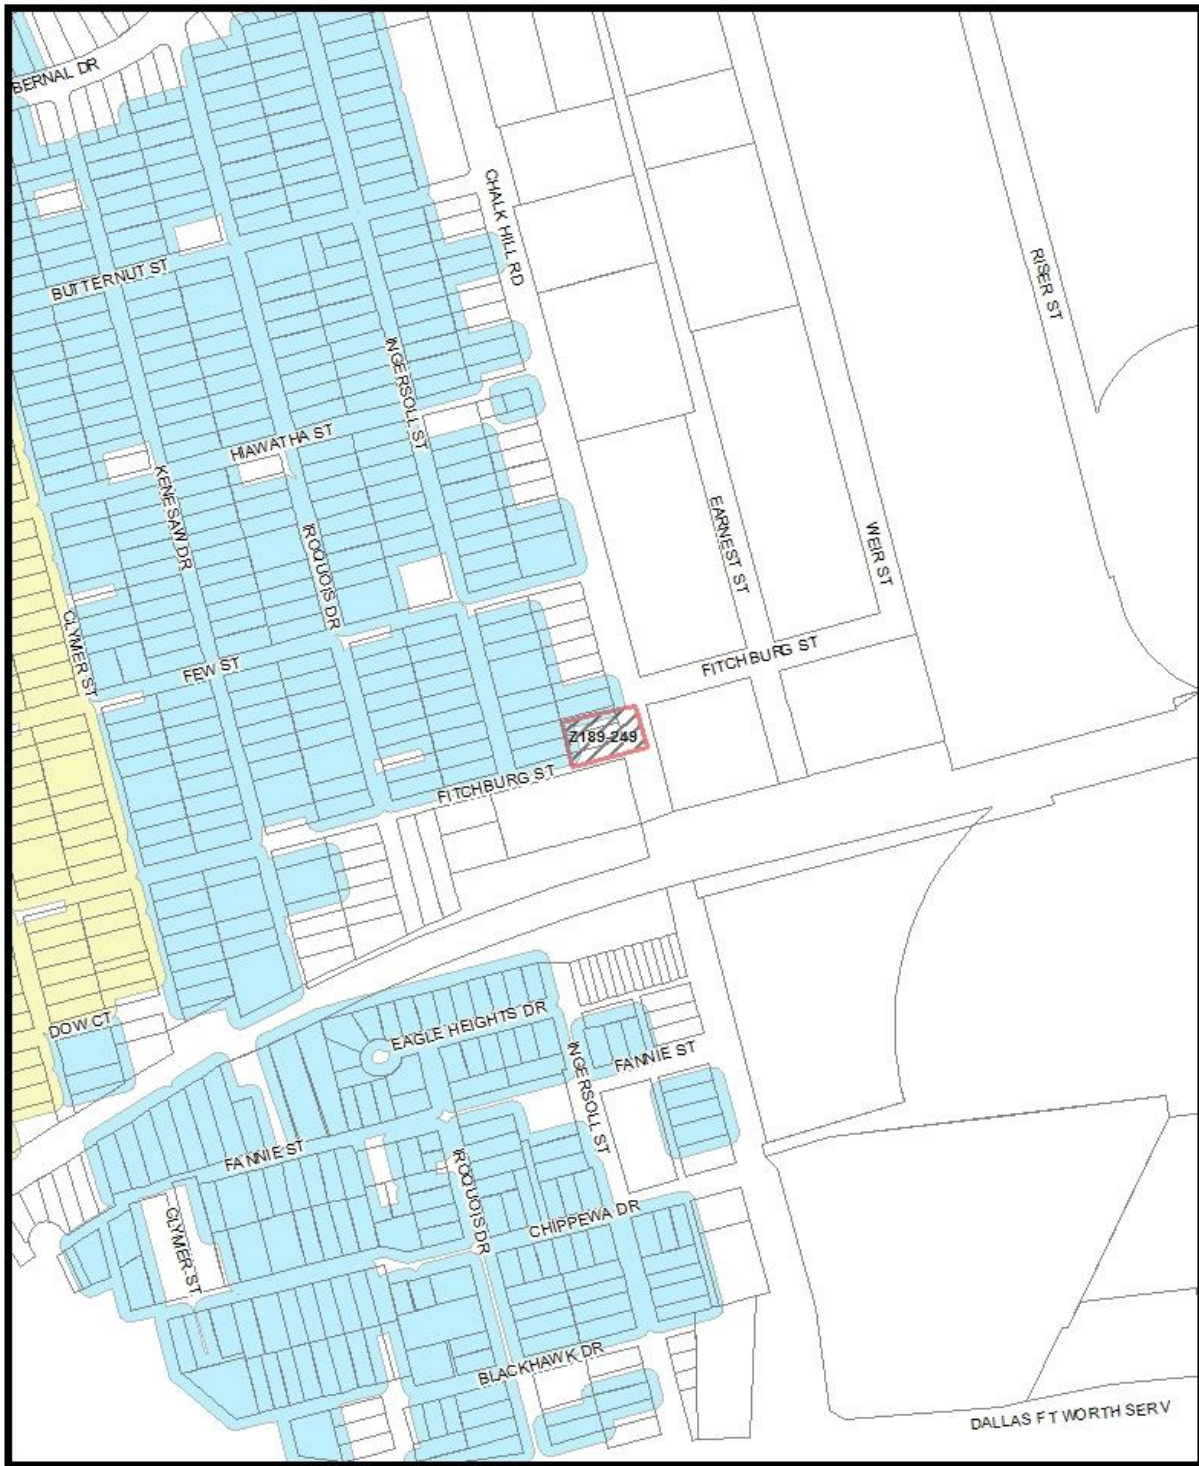 BERNAL DR
CHALK HILL RD
BUTTERNUT ST
RISER ST
INGERSOLL ST
HIAWATHA ST
KENESAW DR
IROQUOIS DR
EARNEST ST
WEIR ST
CLYMER ST
FEW ST
FITCHBURG ST
Z189-249
FITCHBURG ST
DOW CT
EAGLE HEIGHTS DR
INGERSOLL ST
FANNIE ST
FANNIE ST
IROQUOIS DR
CLYMER ST
CHIPPEWA DR
BLACKHAWK DR
DALLAS FT WORTH SERV